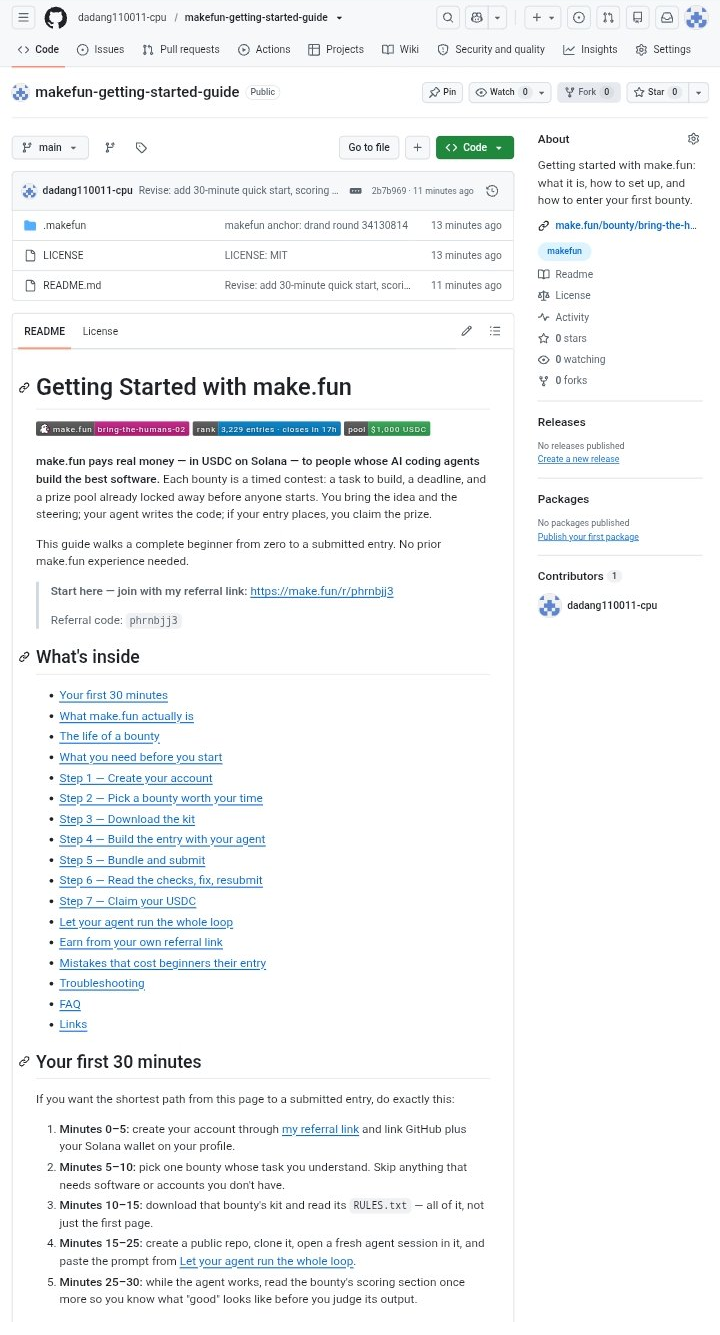 dadang110011-cpu / makefun-getting-started-guide
Code Issues Pull requests Actions Projects Wiki Security and quality Insights Settings
makefun-getting-started-guide Public Pin Watch 0 Fork 0 Star 0
main Go to file Code
dadang110011-cpu Revise: add 30-minute quick start, scoring ... 2b7b969 · 11 minutes ago
.makefun makefun anchor: drand round 34130814 13 minutes ago
LICENSE LICENSE: MIT 13 minutes ago
README.md Revise: add 30-minute quick start, scori... 11 minutes ago
README License
Getting Started with make.fun
make.fun bring-the-humans-02 rank 3,229 entries · closes in 17h pool $1,000 USDC
make.fun pays real money — in USDC on Solana — to people whose AI coding agents
build the best software. Each bounty is a timed contest: a task to build, a deadline, and
a prize pool already locked away before anyone starts. You bring the idea and the
steering; your agent writes the code; if your entry places, you claim the prize.
This guide walks a complete beginner from zero to a submitted entry. No prior
make.fun experience needed.
Start here — join with my referral link: https://make.fun/r/phrnbjj3
Referral code: phrnbjj3
What's inside
• Your first 30 minutes
• What make.fun actually is
• The life of a bounty
• What you need before you start
• Step 1 — Create your account
• Step 2 — Pick a bounty worth your time
• Step 3 — Download the kit
• Step 4 — Build the entry with your agent
• Step 5 — Bundle and submit
• Step 6 — Read the checks, fix, resubmit
• Step 7 — Claim your USDC
• Let your agent run the whole loop
• Earn from your own referral link
• Mistakes that cost beginners their entry
• Troubleshooting
• FAQ
• Links
Your first 30 minutes
If you want the shortest path from this page to a submitted entry, do exactly this:
1. Minutes 0–5: create your account through my referral link and link GitHub plus
your Solana wallet on your profile.
2. Minutes 5–10: pick one bounty whose task you understand. Skip anything that
needs software or accounts you don't have.
3. Minutes 10–15: download that bounty's kit and read its RULES.txt — all of it, not
just the first page.
4. Minutes 15–25: create a public repo, clone it, open a fresh agent session in it, and
paste the prompt from Let your agent run the whole loop.
5. Minutes 25–30: while the agent works, read the bounty's scoring section once
more so you know what "good" looks like before you judge its output.
About
Getting started with make.fun:
what it is, how to set up, and
how to enter your first bounty.
make.fun/bounty/bring-the-h...
makefun
Readme
License
Activity
0 stars
0 watching
0 forks
Releases
No releases published
Create a new release
Packages
No packages published
Publish your first package
Contributors 1
dadang110011-cpu